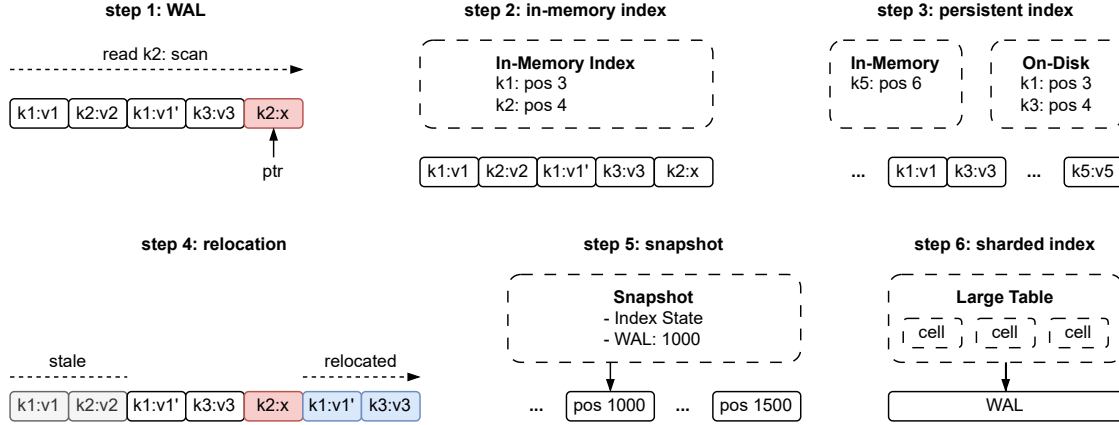 step 1: WAL
read k2: scan
k1:v1 k2:v2 k1:v1' k3:v3 k2:x
ptr
step 2: in-memory index
In-Memory Index
k1: pos 3
k2: pos 4
k1:v1 k2:v2 k1:v1' k3:v3 k2:x
step 3: persistent index
In-Memory
k5: pos 6
On-Disk
k1: pos 3
k3: pos 4
... k1:v1 k3:v3 ... k5:v5
step 4: relocation
stale
relocated
k1:v1 k2:v2 k1:v1' k3:v3 k2:x k1:v1' k3:v3
step 5: snapshot
Snapshot
- Index State
- WAL: 1000
... pos 1000 ... pos 1500
step 6: sharded index
Large Table
cell cell cell
WAL